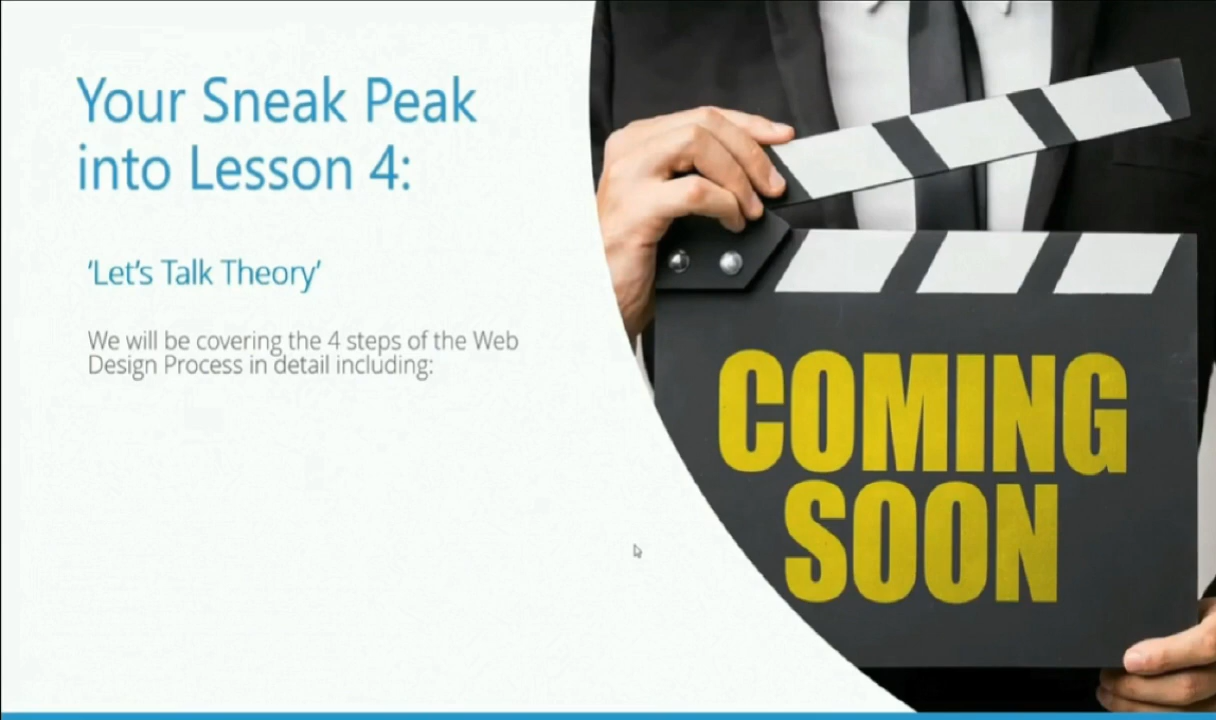 Your Sneak Peak
into Lesson 4:
‘Let’s Talk Theory’
We will be covering the 4 steps of the Web
Design Process in detail including:
COMING
SOON